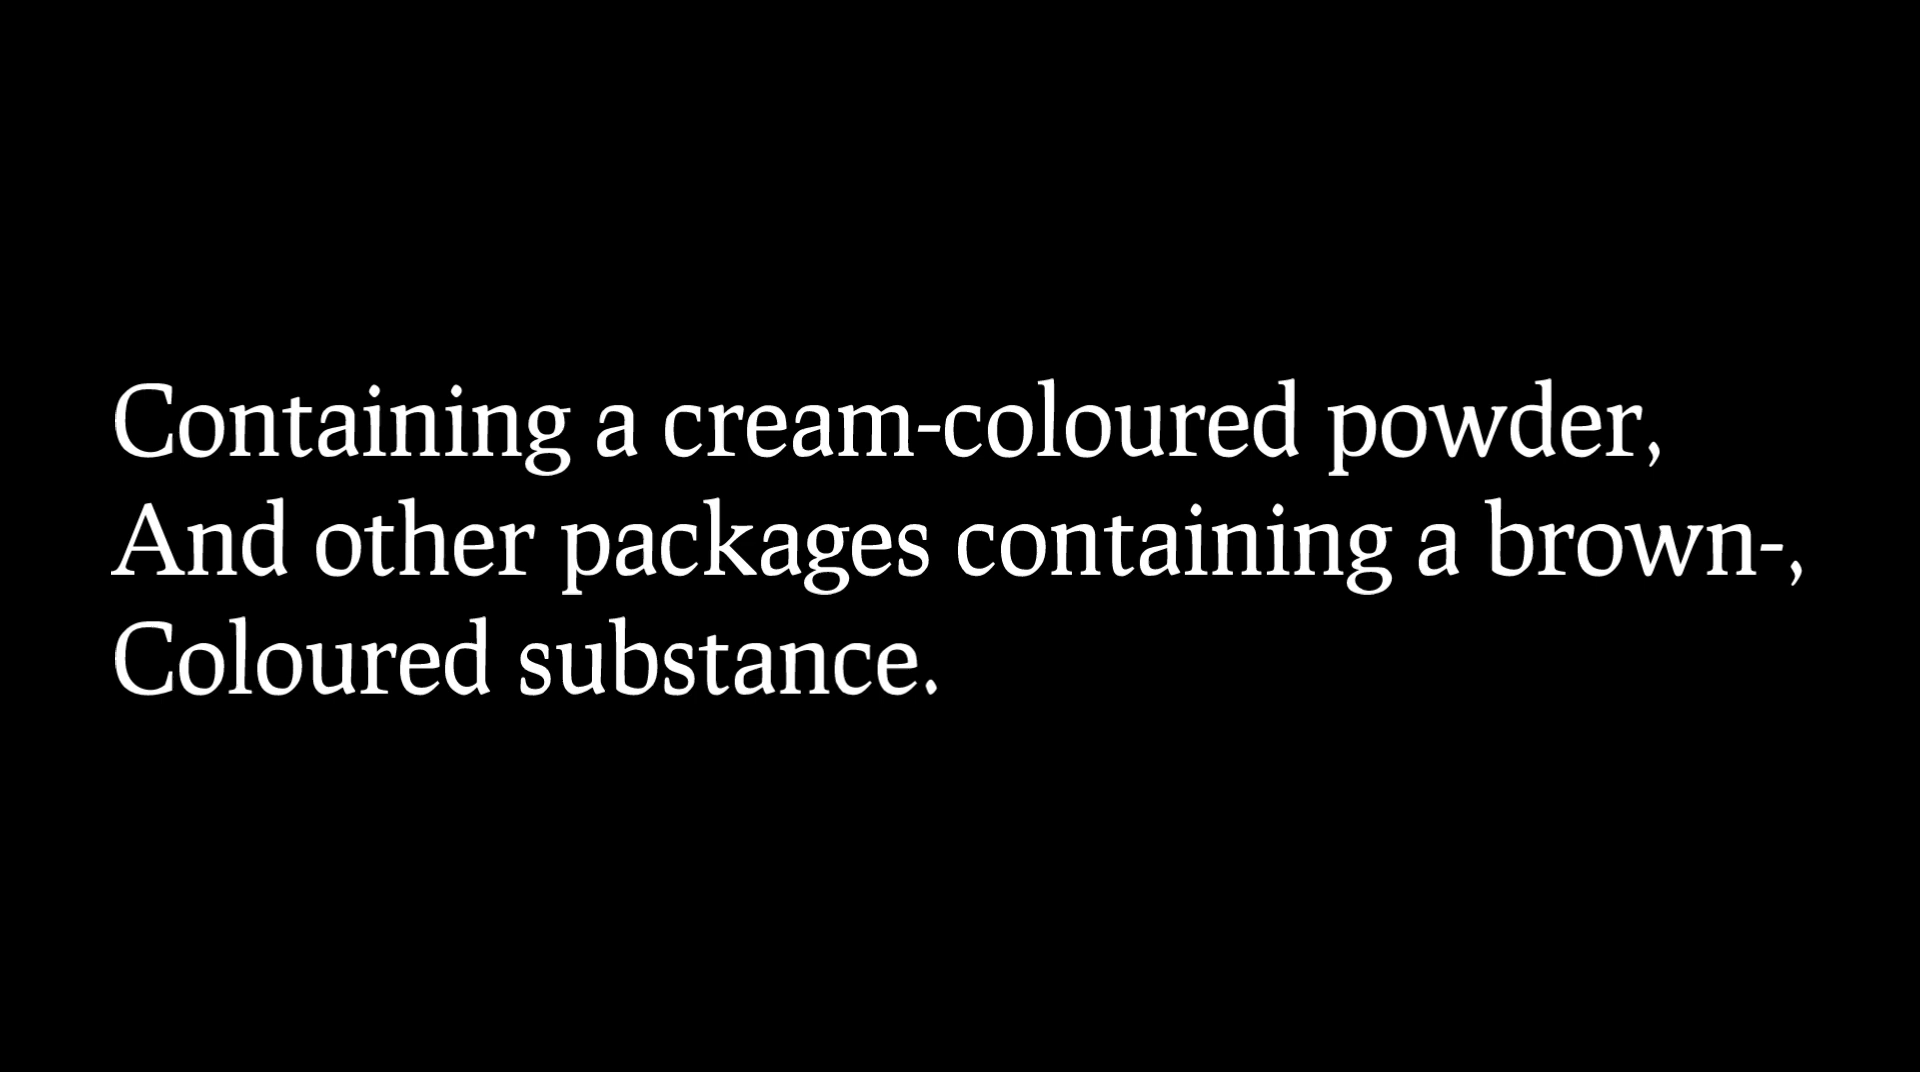 Containing a cream-coloured powder,
And other packages containing a brown-,
Coloured substance.